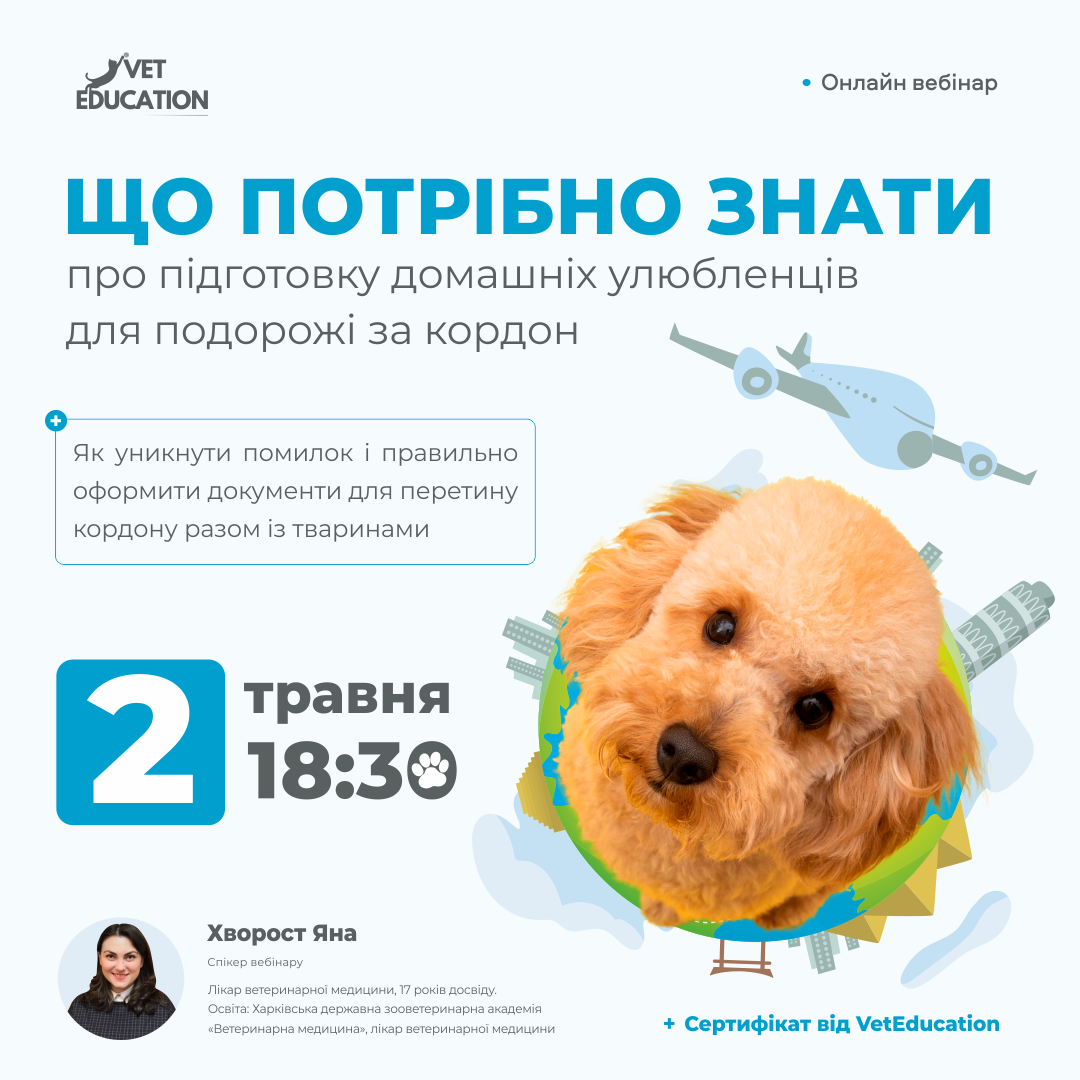 VET
EDUCATION
• Онлайн вебінар
ЩО ПОТРІБНО ЗНАТИ
про підготовку домашніх улюбленців
для подорожі за кордон
Як уникнути помилок і правильно
оформити документи для перетину
кордону разом із тваринами
2
травня
18:30
Хворост Яна
Спікер вебінару
Лікар ветеринарної медицини, 17 років досвіду.
Освіта: Харківська державна зооветеринарна академія
«Ветеринарна медицина», лікар ветеринарної медицини
+ Сертифікат від VetEducation